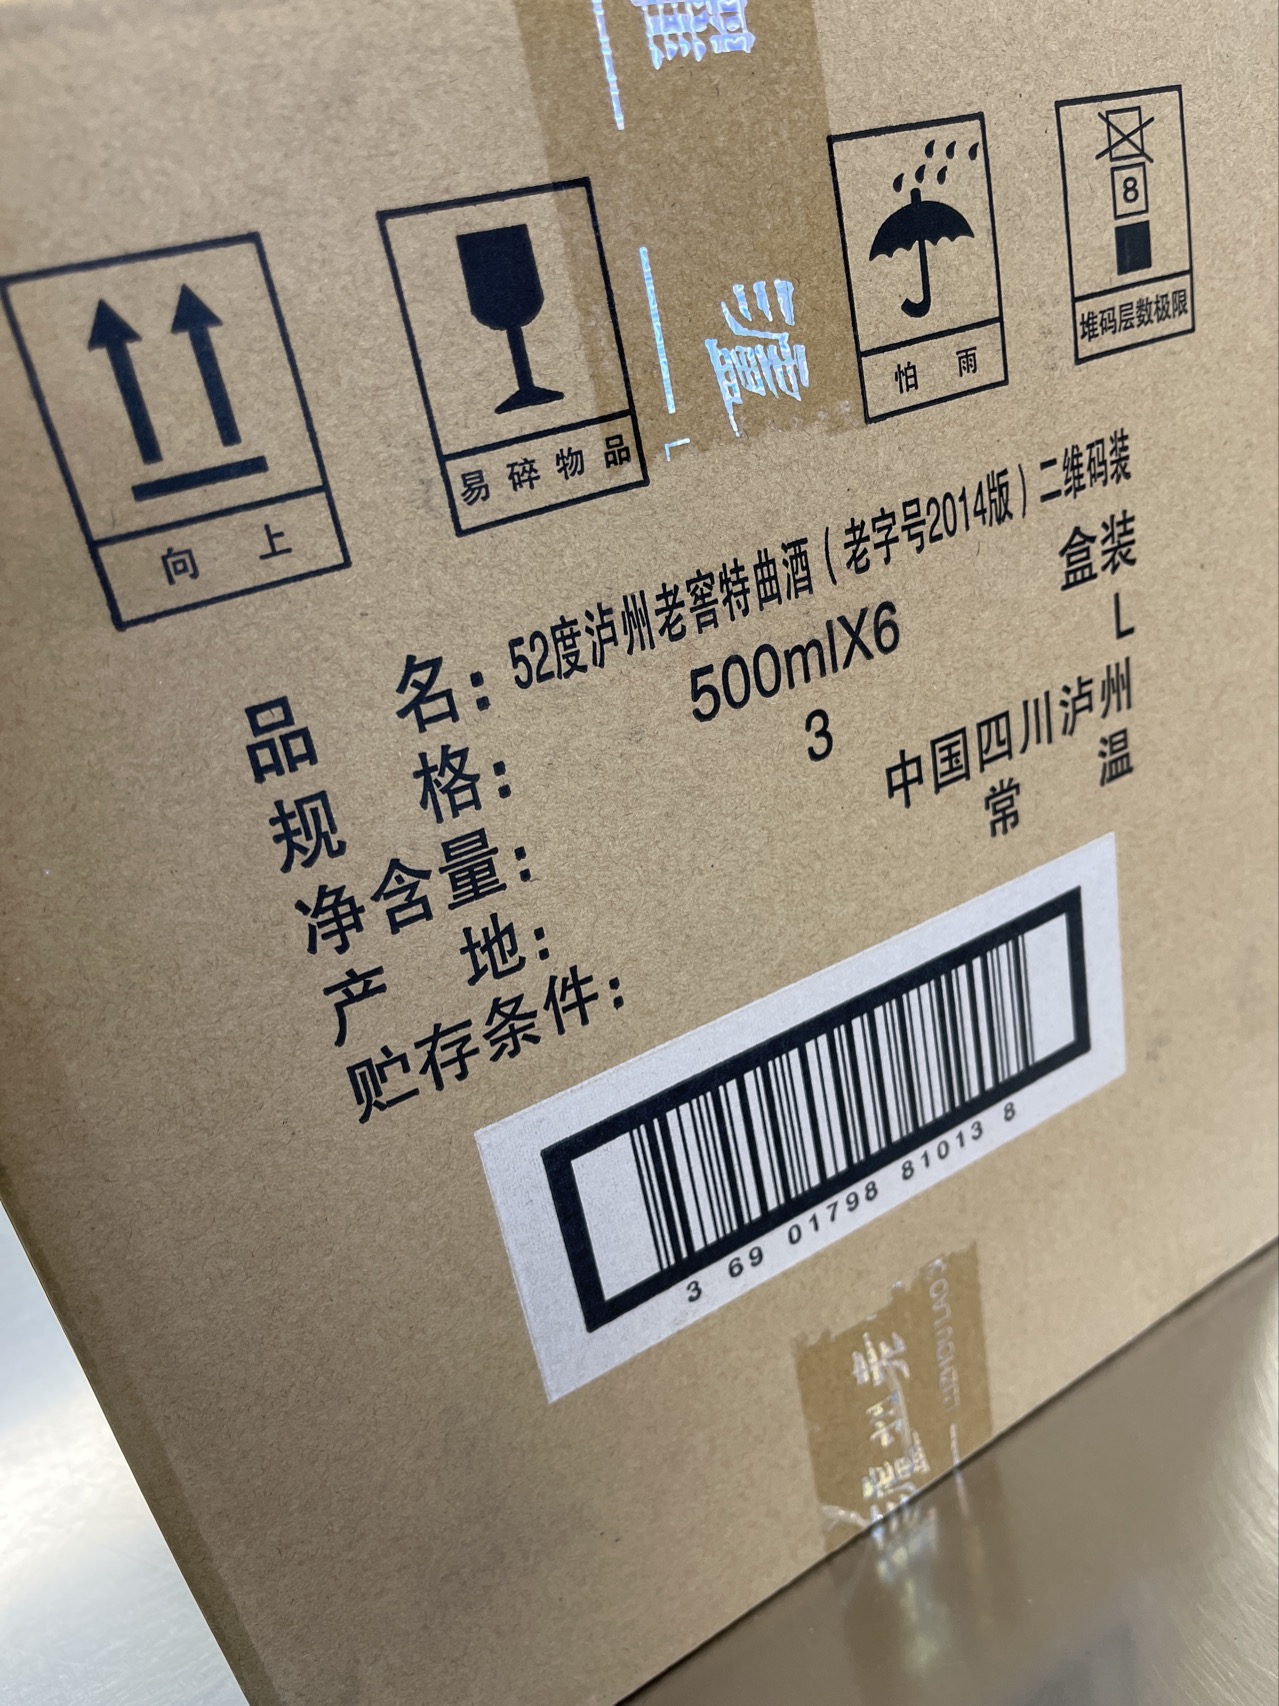 向 上
易碎物品
怕 雨
8
堆码层数极限
品 名：52度泸州老窖特曲酒（老字号2014版）二维码装
规 格：500mlX6 盒装
净含量：3 L
产 地：中国四川泸州
贮存条件：常 温
3 69 01798 81013 8